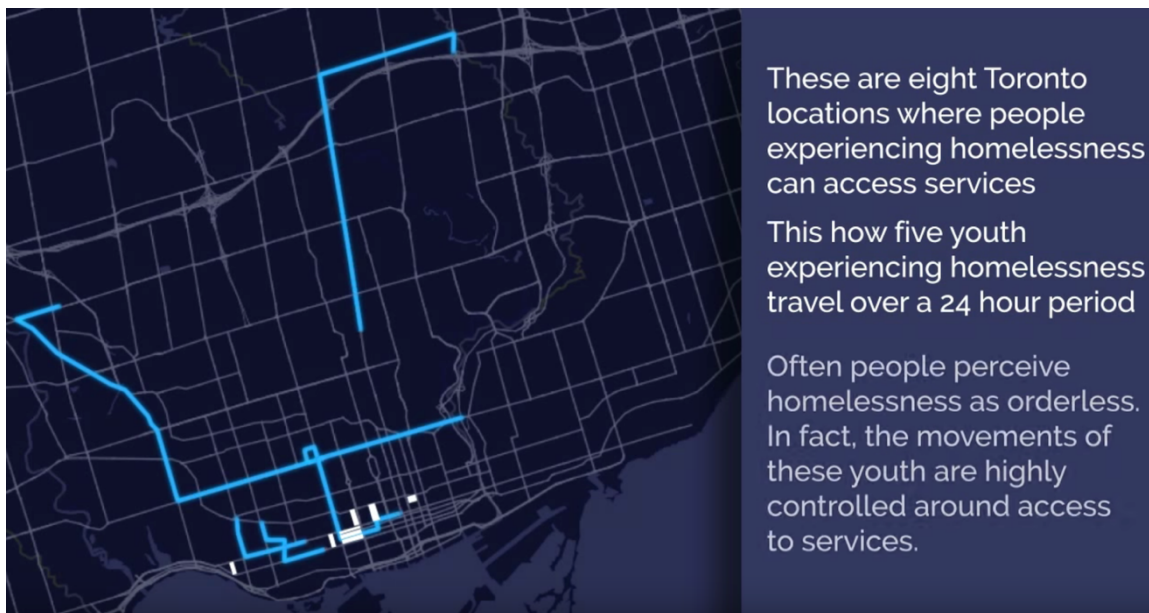 These are eight Toronto
locations where people
experiencing homelessness
can access services
This how five youth
experiencing homelessness
travel over a 24 hour period
Often people perceive
homelessness as orderless.
In fact, the movements of
these youth are highly
controlled around access
to services.